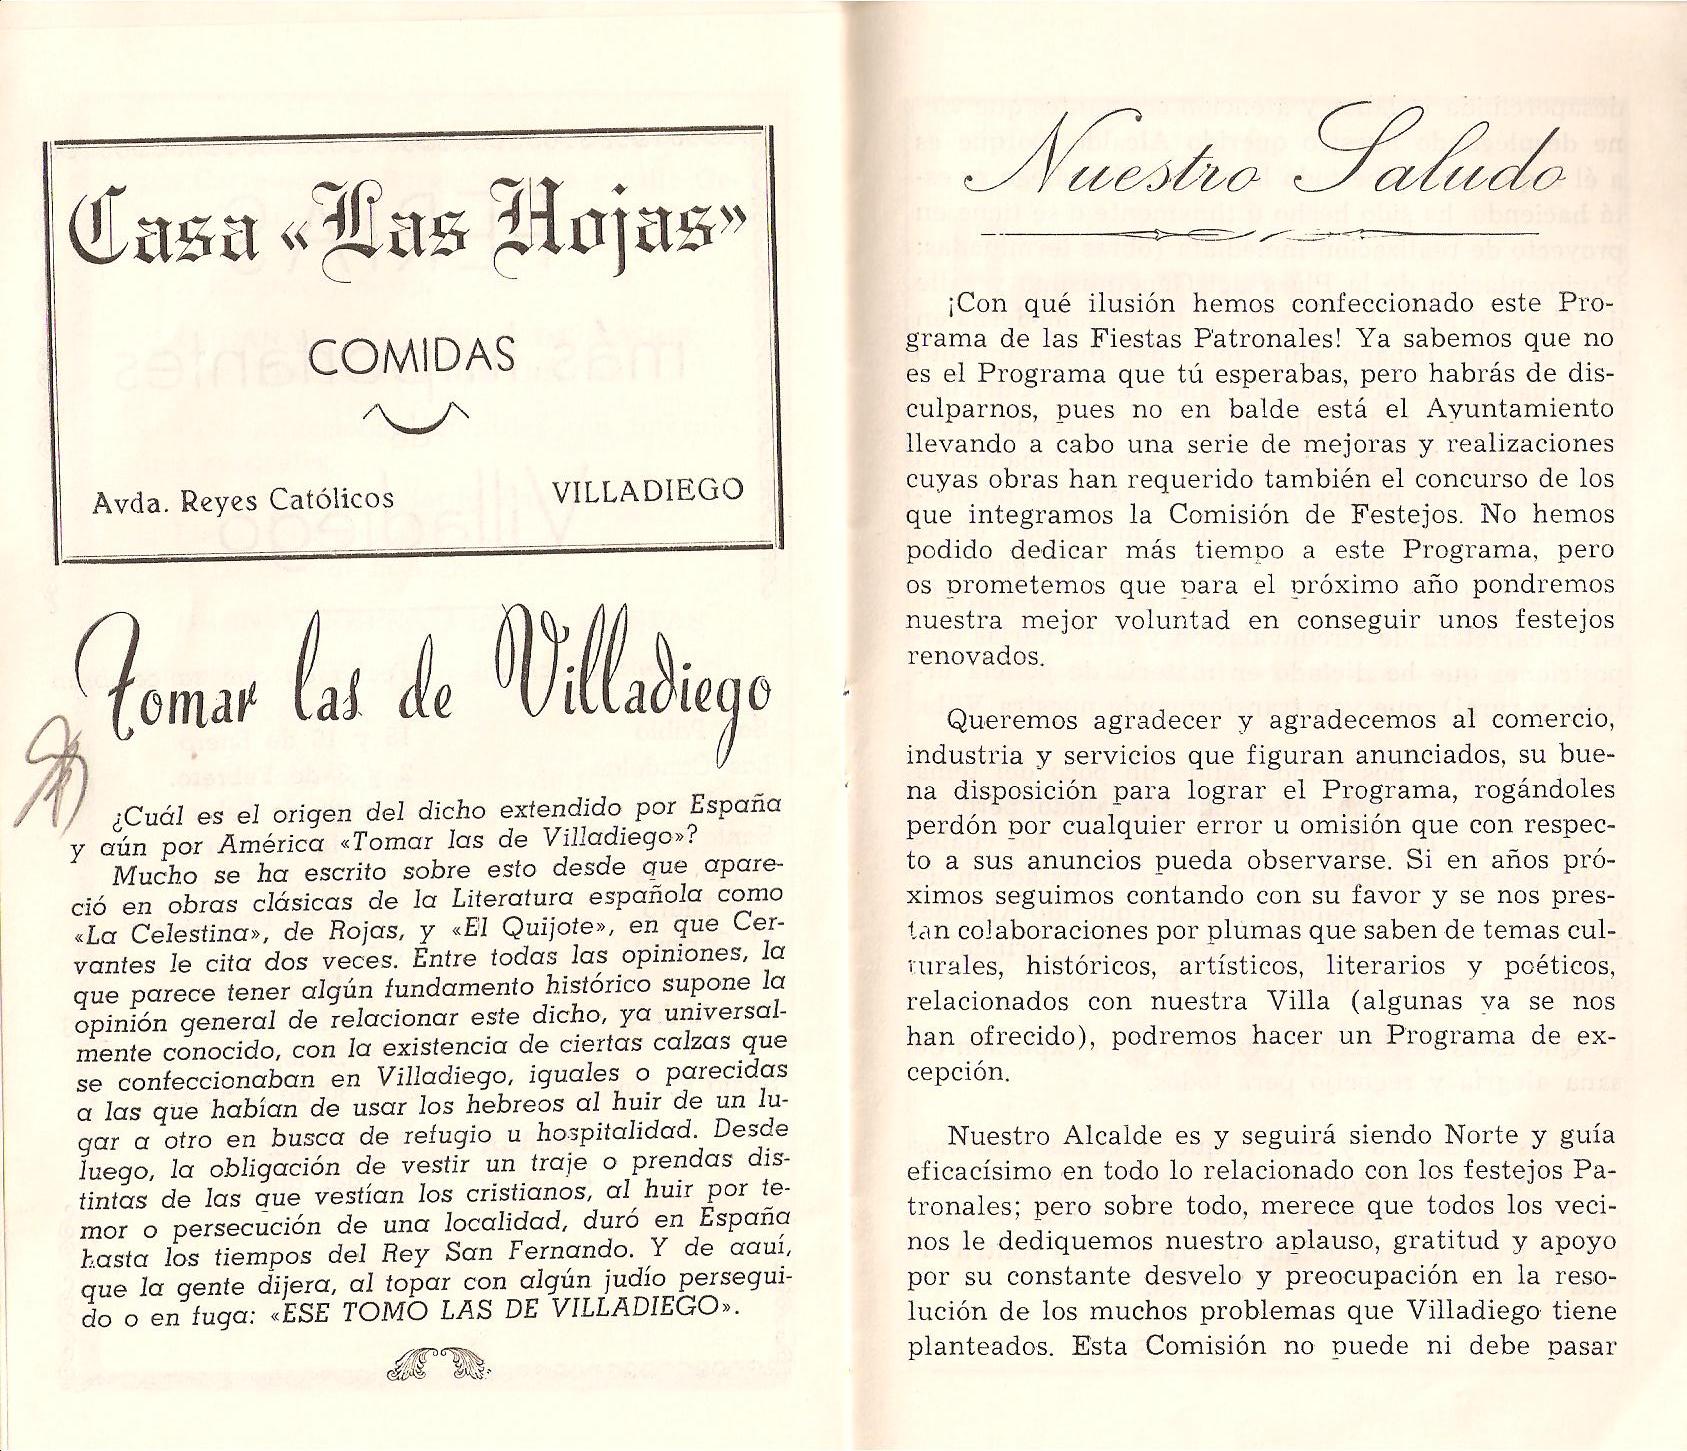 Casa «Las Hojas»
COMIDAS
Avda. Reyes Católicos
VILLADIEGO
Tomar las de Villadiego
¿Cuál es el origen del dicho extendido por España
y aún por América «Tomar las de Villadiego»?
Mucho se ha escrito sobre esto desde que apare-
ció en obras clásicas de la Literatura española como
«La Celestina», de Rojas, y «El Quijote», en que Cer-
vantes le cita dos veces. Entre todas las opiniones, la
que parece tener algún fundamento histórico supone la
opinión general de relacionar este dicho, ya universal-
mente conocido, con la existencia de ciertas calzas que
se confeccionaban en Villadiego, iguales o parecidas
a las que habían de usar los hebreos al huir de un lu-
gar a otro en busca de refugio u hospitalidad. Desde
luego, la obligación de vestir un traje o prendas dis-
tintas de las que vestían los cristianos, al huir por te-
mor o persecución de una localidad, duró en España
hasta los tiempos del Rey San Fernando. Y de aquí,
que la gente dijera, al topar con algún judío persegui-
do o en fuga: «ESE TOMO LAS DE VILLADIEGO».
Nuestro Saludo
¡Con qué ilusión hemos confeccionado este Pro-
grama de las Fiestas Patronales! Ya sabemos que no
es el Programa que tú esperabas, pero habrás de dis-
culparnos, pues no en balde está el Ayuntamiento
llevando a cabo una serie de mejoras y realizaciones
cuyas obras han requerido también el concurso de los
que integramos la Comisión de Festejos. No hemos
podido dedicar más tiempo a este Programa, pero
os prometemos que para el próximo año pondremos
nuestra mejor voluntad en conseguir unos festejos
renovados.
Queremos agradecer y agradecemos al comercio,
industria y servicios que figuran anunciados, su bue-
na disposición para lograr el Programa, rogándoles
perdón por cualquier error u omisión que con respec-
to a sus anuncios pueda observarse. Si en años pró-
ximos seguimos contando con su favor y se nos pres-
tan colaboraciones por plumas que saben de temas cul-
turales, históricos, artísticos, literarios y poéticos,
relacionados con nuestra Villa (algunas ya se nos
han ofrecido), podremos hacer un Programa de ex-
cepción.
Nuestro Alcalde es y seguirá siendo Norte y guía
eficacísimo en todo lo relacionado con los festejos Pa-
tronales; pero sobre todo, merece que todos los veci-
nos le dediquemos nuestro aplauso, gratitud y apoyo
por su constante desvelo y preocupación en la reso-
lución de los muchos problemas que Villadiego tiene
planteados. Esta Comisión no puede ni debe pasar